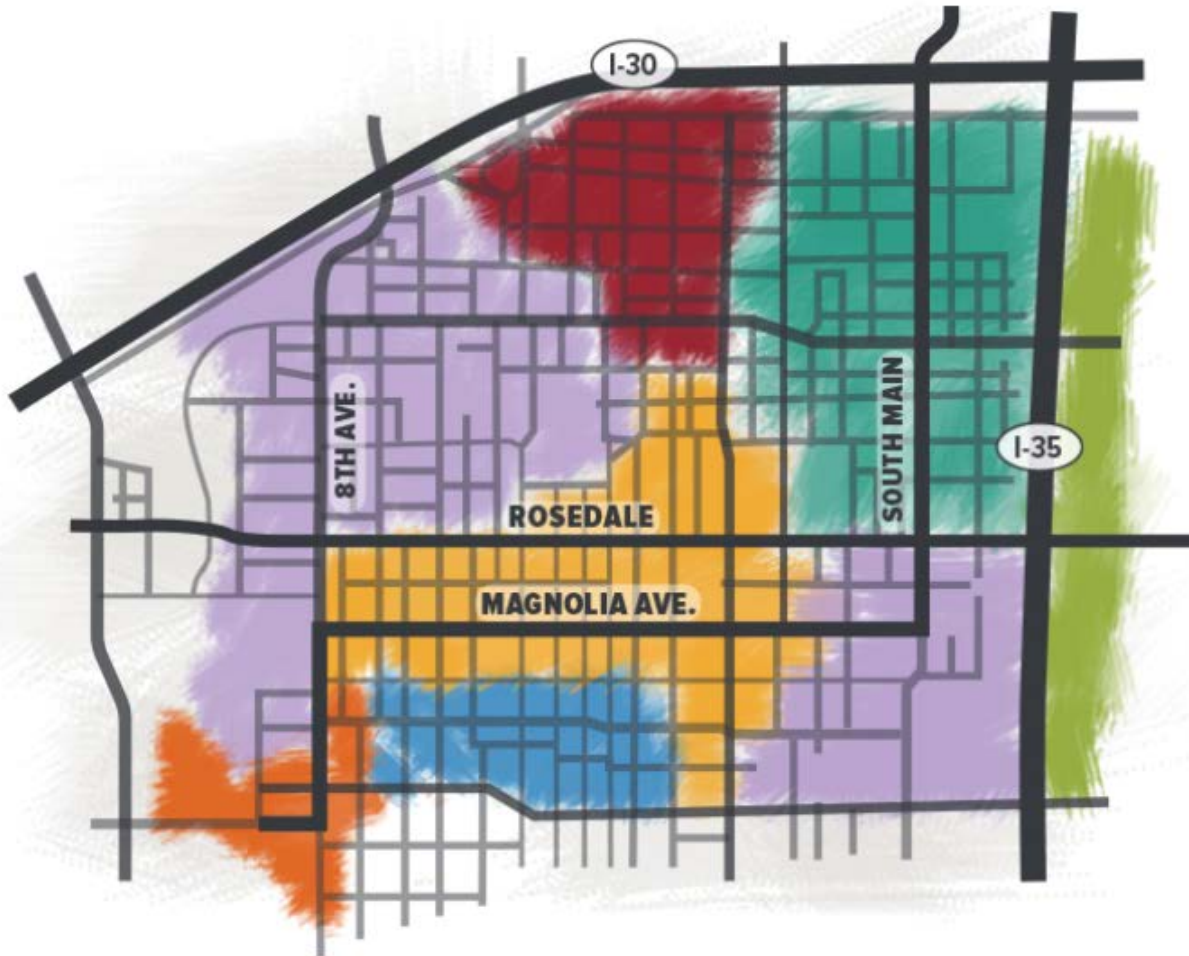 I-30
8TH AVE.
SOUTH MAIN
I-35
ROSEDALE
MAGNOLIA AVE.